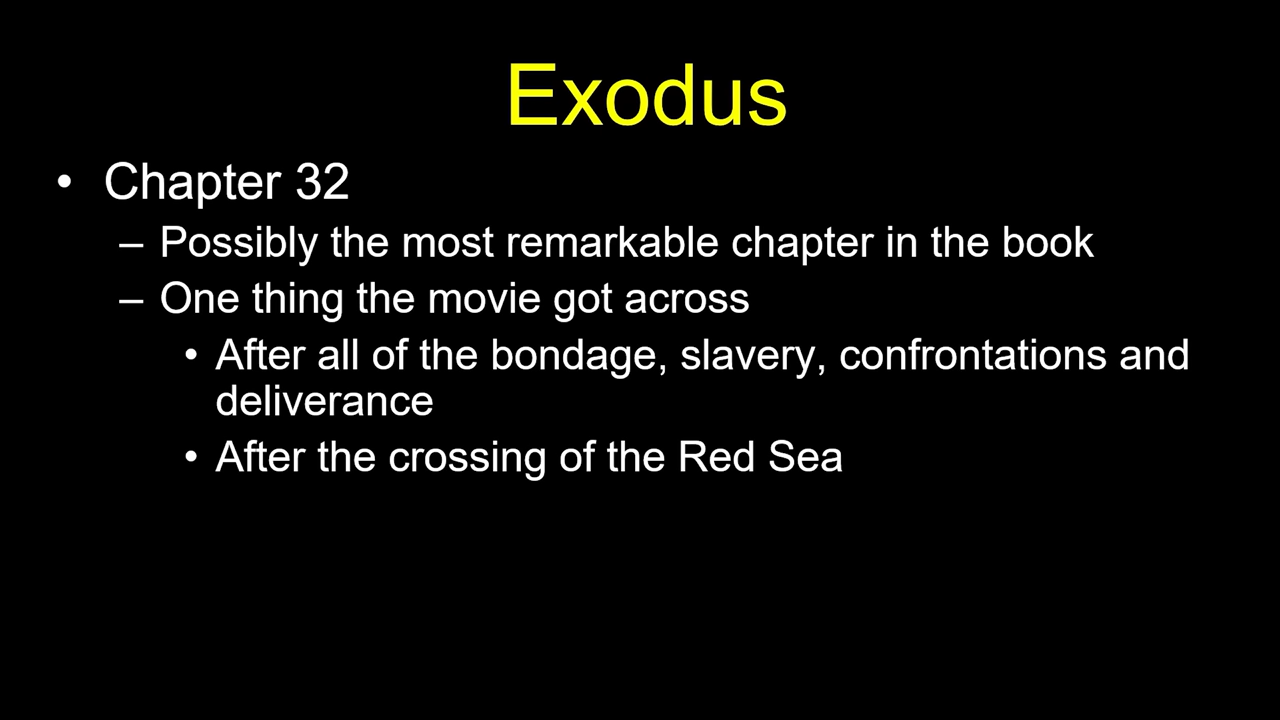 Exodus
• Chapter 32
– Possibly the most remarkable chapter in the book
– One thing the movie got across
• After all of the bondage, slavery, confrontations and
deliverance
• After the crossing of the Red Sea